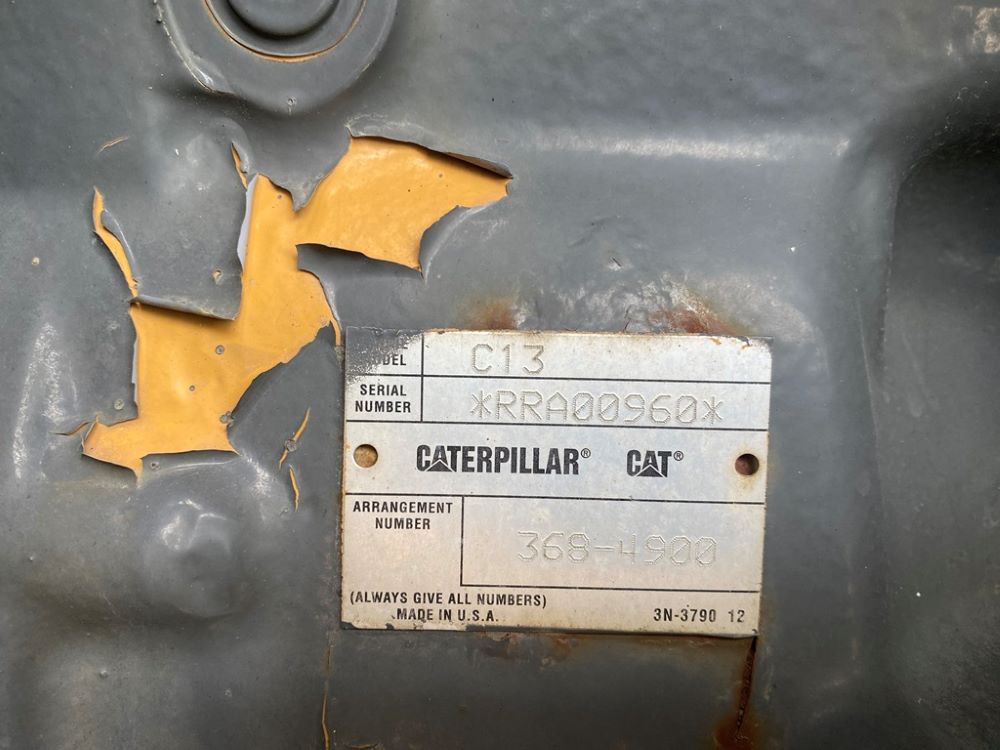 C13
SERIAL
NUMBER
*RRA00960*
CATERPILLAR® CAT®
ARRANGEMENT
NUMBER
368-4900
(ALWAYS GIVE ALL NUMBERS)
MADE IN U.S.A.
3N-3790 12